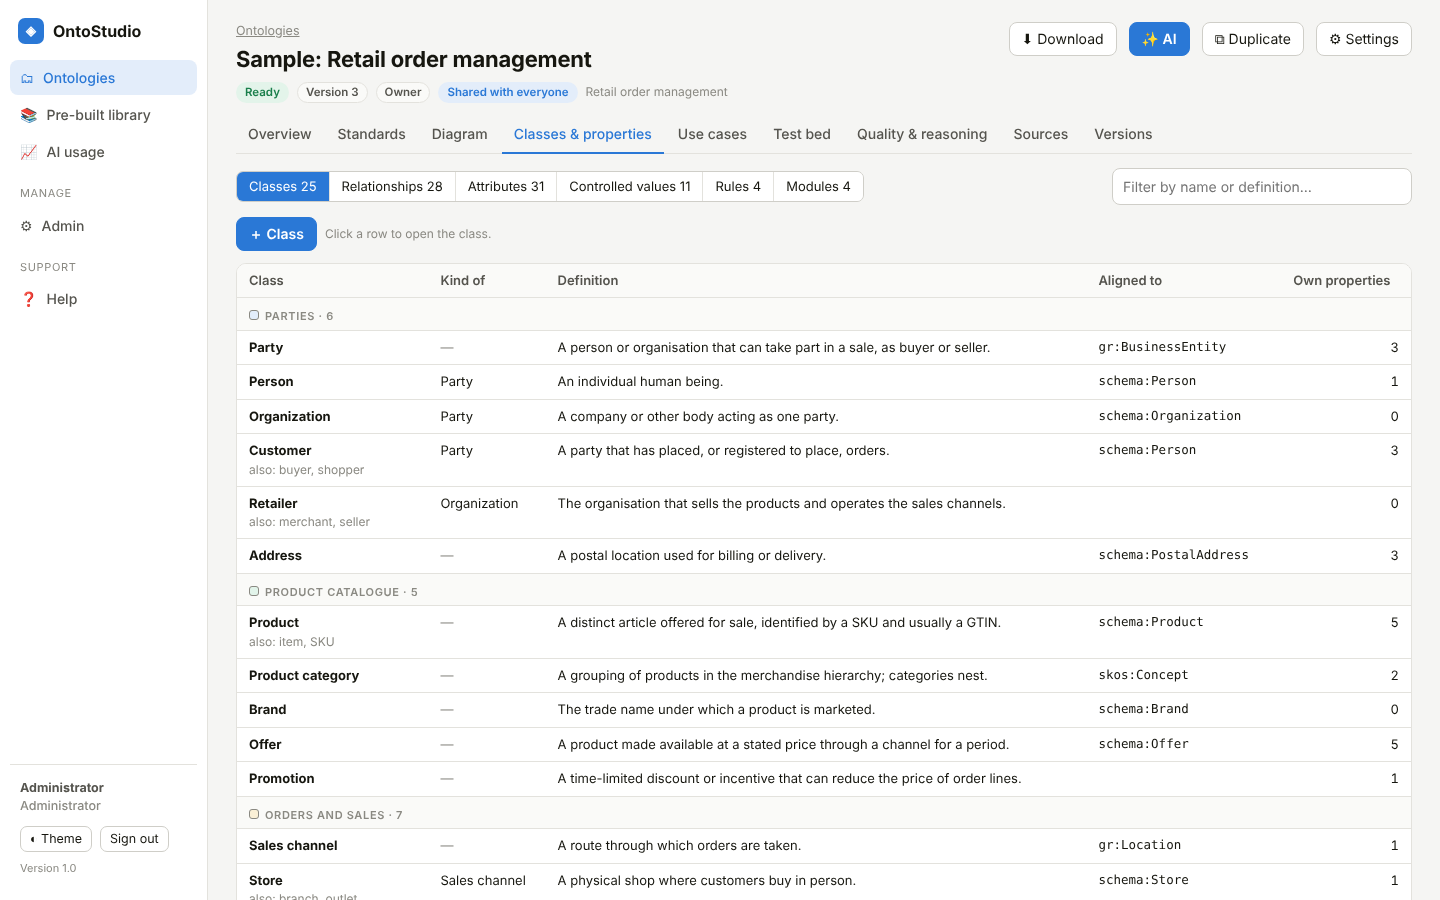 OntoStudio
Ontologies
Pre-built library
AI usage
MANAGE
Admin
SUPPORT
Help
Administrator
Administrator
Theme
Sign out
Version 1.0
Ontologies
Sample: Retail order management
Ready
Version 3
Owner
Shared with everyone
Retail order management
Download
AI
Duplicate
Settings
Overview
Standards
Diagram
Classes & properties
Use cases
Test bed
Quality & reasoning
Sources
Versions
Classes 25
Relationships 28
Attributes 31
Controlled values 11
Rules 4
Modules 4
Filter by name or definition...
+ Class
Click a row to open the class.
Class Kind of Definition Aligned to Own properties
PARTIES · 6
Party — A person or organisation that can take part in a sale, as buyer or seller. gr:BusinessEntity 3
Person Party An individual human being. schema:Person 1
Organization Party A company or other body acting as one party. schema:Organization 0
Customer Party A party that has placed, or registered to place, orders. schema:Person 3
also: buyer, shopper
Retailer Organization The organisation that sells the products and operates the sales channels. 0
also: merchant, seller
Address — A postal location used for billing or delivery. schema:PostalAddress 3
PRODUCT CATALOGUE · 5
Product — A distinct article offered for sale, identified by a SKU and usually a GTIN. schema:Product 5
also: item, SKU
Product category — A grouping of products in the merchandise hierarchy; categories nest. skos:Concept 2
Brand — The trade name under which a product is marketed. schema:Brand 0
Offer — A product made available at a stated price through a channel for a period. schema:Offer 5
Promotion — A time-limited discount or incentive that can reduce the price of order lines. 1
ORDERS AND SALES · 7
Sales channel — A route through which orders are taken. gr:Location 1
Store Sales channel A physical shop where customers buy in person. schema:Store 1
also: branch, outlet